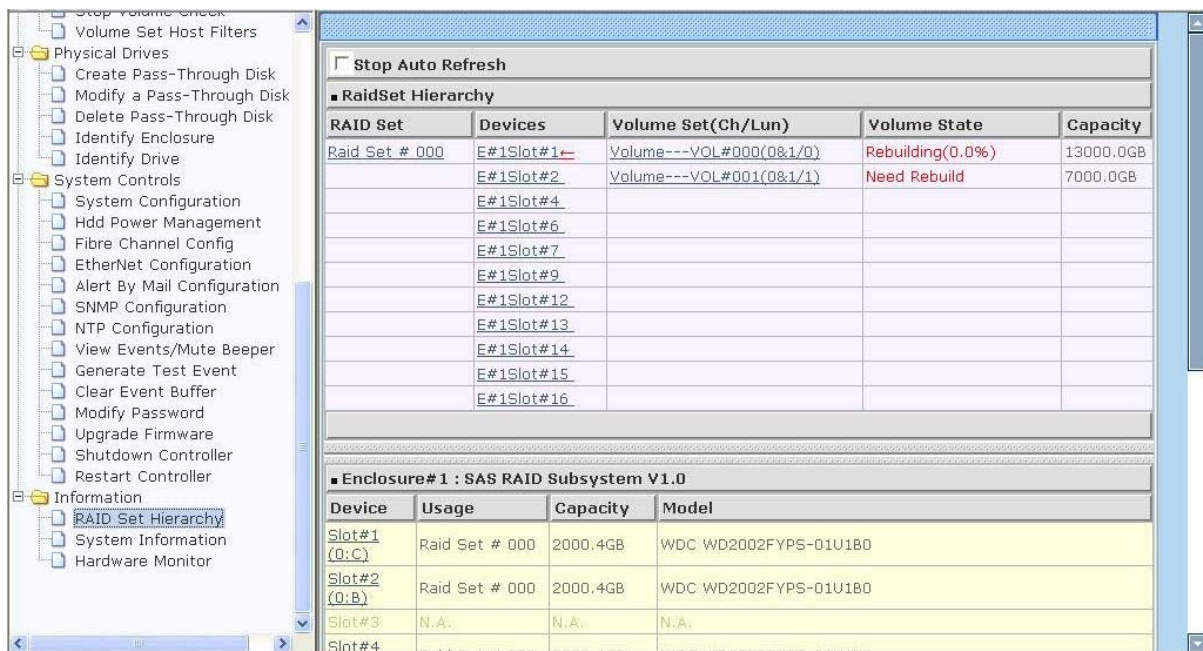 Stop Volume Check
Volume Set Host Filters
Physical Drives
Create Pass-Through Disk
Modify a Pass-Through Disk
Delete Pass-Through Disk
Identify Enclosure
Identify Drive
System Controls
System Configuration
Hdd Power Management
Fibre Channel Config
EtherNet Configuration
Alert By Mail Configuration
SNMP Configuration
NTP Configuration
View Events/Mute Beeper
Generate Test Event
Clear Event Buffer
Modify Password
Upgrade Firmware
Shutdown Controller
Restart Controller
Information
RAID Set Hierarchy
System Information
Hardware Monitor
Stop Auto Refresh
RaidSet Hierarchy
RAID Set Devices Volume Set(Ch/Lun) Volume State Capacity
Raid Set # 000 E#1Slot#1← Volume---VOL#000(0&1/0) Rebuilding(0.0%) 13000.0GB
E#1Slot#2 Volume---VOL#001(0&1/1) Need Rebuild 7000.0GB
E#1Slot#4
E#1Slot#6
E#1Slot#7
E#1Slot#9
E#1Slot#12
E#1Slot#13
E#1Slot#14
E#1Slot#15
E#1Slot#16
Enclosure#1 : SAS RAID Subsystem V1.0
Device Usage Capacity Model
Slot#1 (0:C) Raid Set # 000 2000.4GB WDC WD2002FYPS-01U1B0
Slot#2 (0:B) Raid Set # 000 2000.4GB WDC WD2002FYPS-01U1B0
Slot#3 N.A. N.A. N.A.
Slot#4